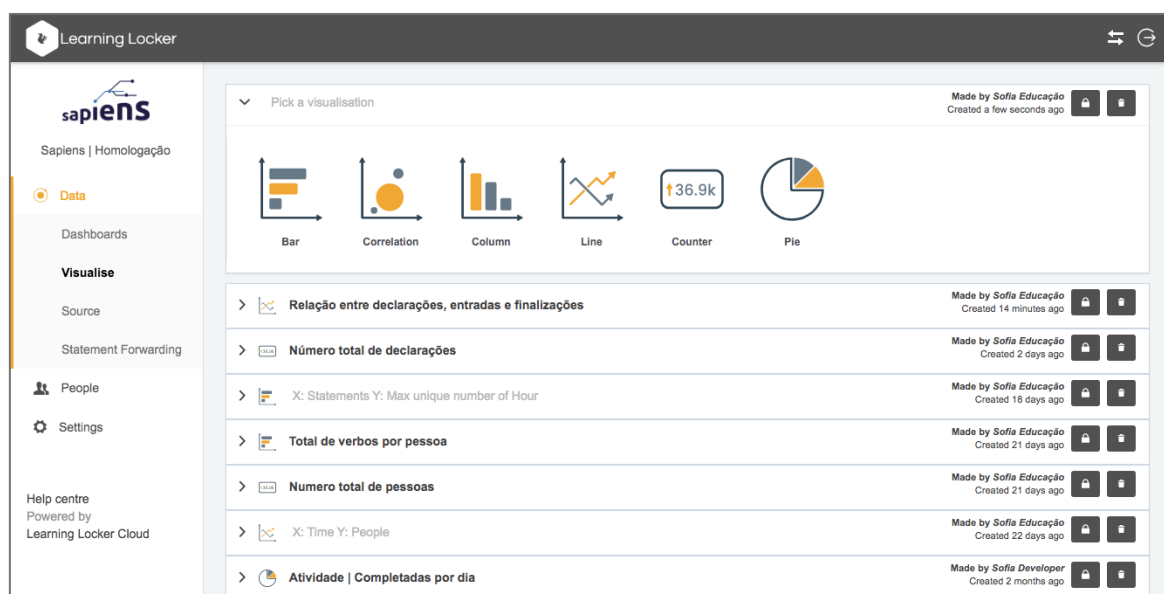 Learning Locker
sapiens
Sapiens | Homologação
Data
Dashboards
Visualise
Source
Statement Forwarding
People
Settings
Help centre
Powered by
Learning Locker Cloud
Pick a visualisation
Made by Sofia Educação
Created a few seconds ago
36.9k
Bar
Correlation
Column
Line
Counter
Pie
Relação entre declarações, entradas e finalizações
Made by Sofia Educação
Created 14 minutes ago
Número total de declarações
Made by Sofia Educação
Created 2 days ago
X: Statements Y: Max unique number of Hour
Made by Sofia Educação
Created 18 days ago
Total de verbos por pessoa
Made by Sofia Educação
Created 21 days ago
Numero total de pessoas
Made by Sofia Educação
Created 21 days ago
X: Time Y: People
Made by Sofia Educação
Created 22 days ago
Atividade | Completadas por dia
Made by Sofia Developer
Created 2 months ago